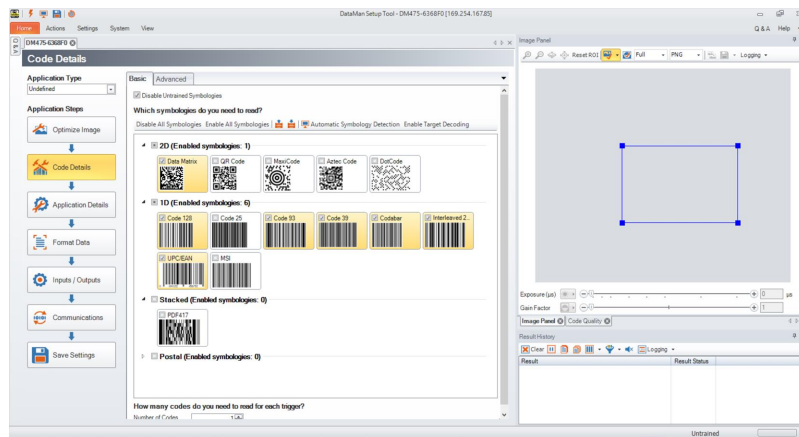 DataMan Setup Tool - DM475-6368F0 [169.254.167.85]
Home Actions Settings System View
Q & A Help
DM475-6368F0
Code Details
Application Type
Undefined
Application Steps
Optimize Image
Code Details
Application Details
Format Data
Inputs / Outputs
Communications
Save Settings
Basic Advanced
Disable Untrained Symbologies
Which symbologies do you need to read?
Disable All Symbologies Enable All Symbologies Automatic Symbology Detection Enable Target Decoding
2D (Enabled symbologies: 1)
Data Matrix QR Code MaxiCode Aztec Code DotCode
1D (Enabled symbologies: 6)
Code 128 Code 25 Code 93 Code 39 Codabar Interleaved 2..
UPC/EAN MSI
Stacked (Enabled symbologies: 0)
PDF417
Postal (Enabled symbologies: 0)
How many codes do you need to read for each trigger?
Number of Codes 1
Image Panel
Reset ROI Full PNG Logging
Exposure (µs) 0 µs
Gain Factor 1
Image Panel Code Quality
Result History
Clear Logging
Result Result Status
Untrained